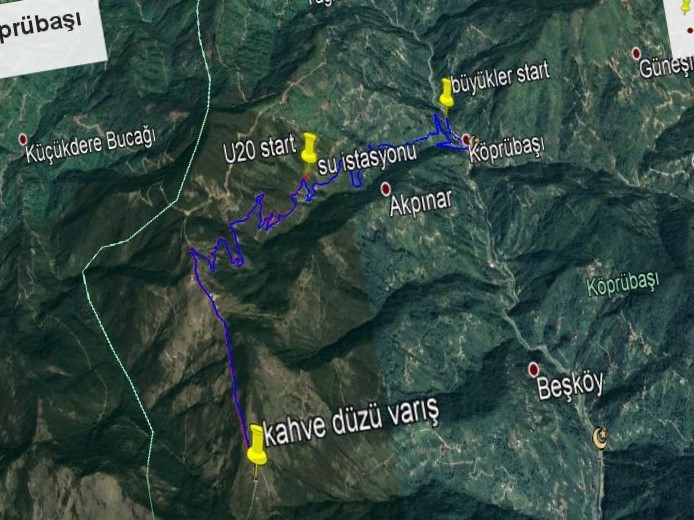 prübaşı
Güneşl
büyükler start
Küçükdere Bucağı
U20 start
su istasyonu
Köprübaşı
Akpınar
Köprübaşı
Beşköy
kahve düzü varış